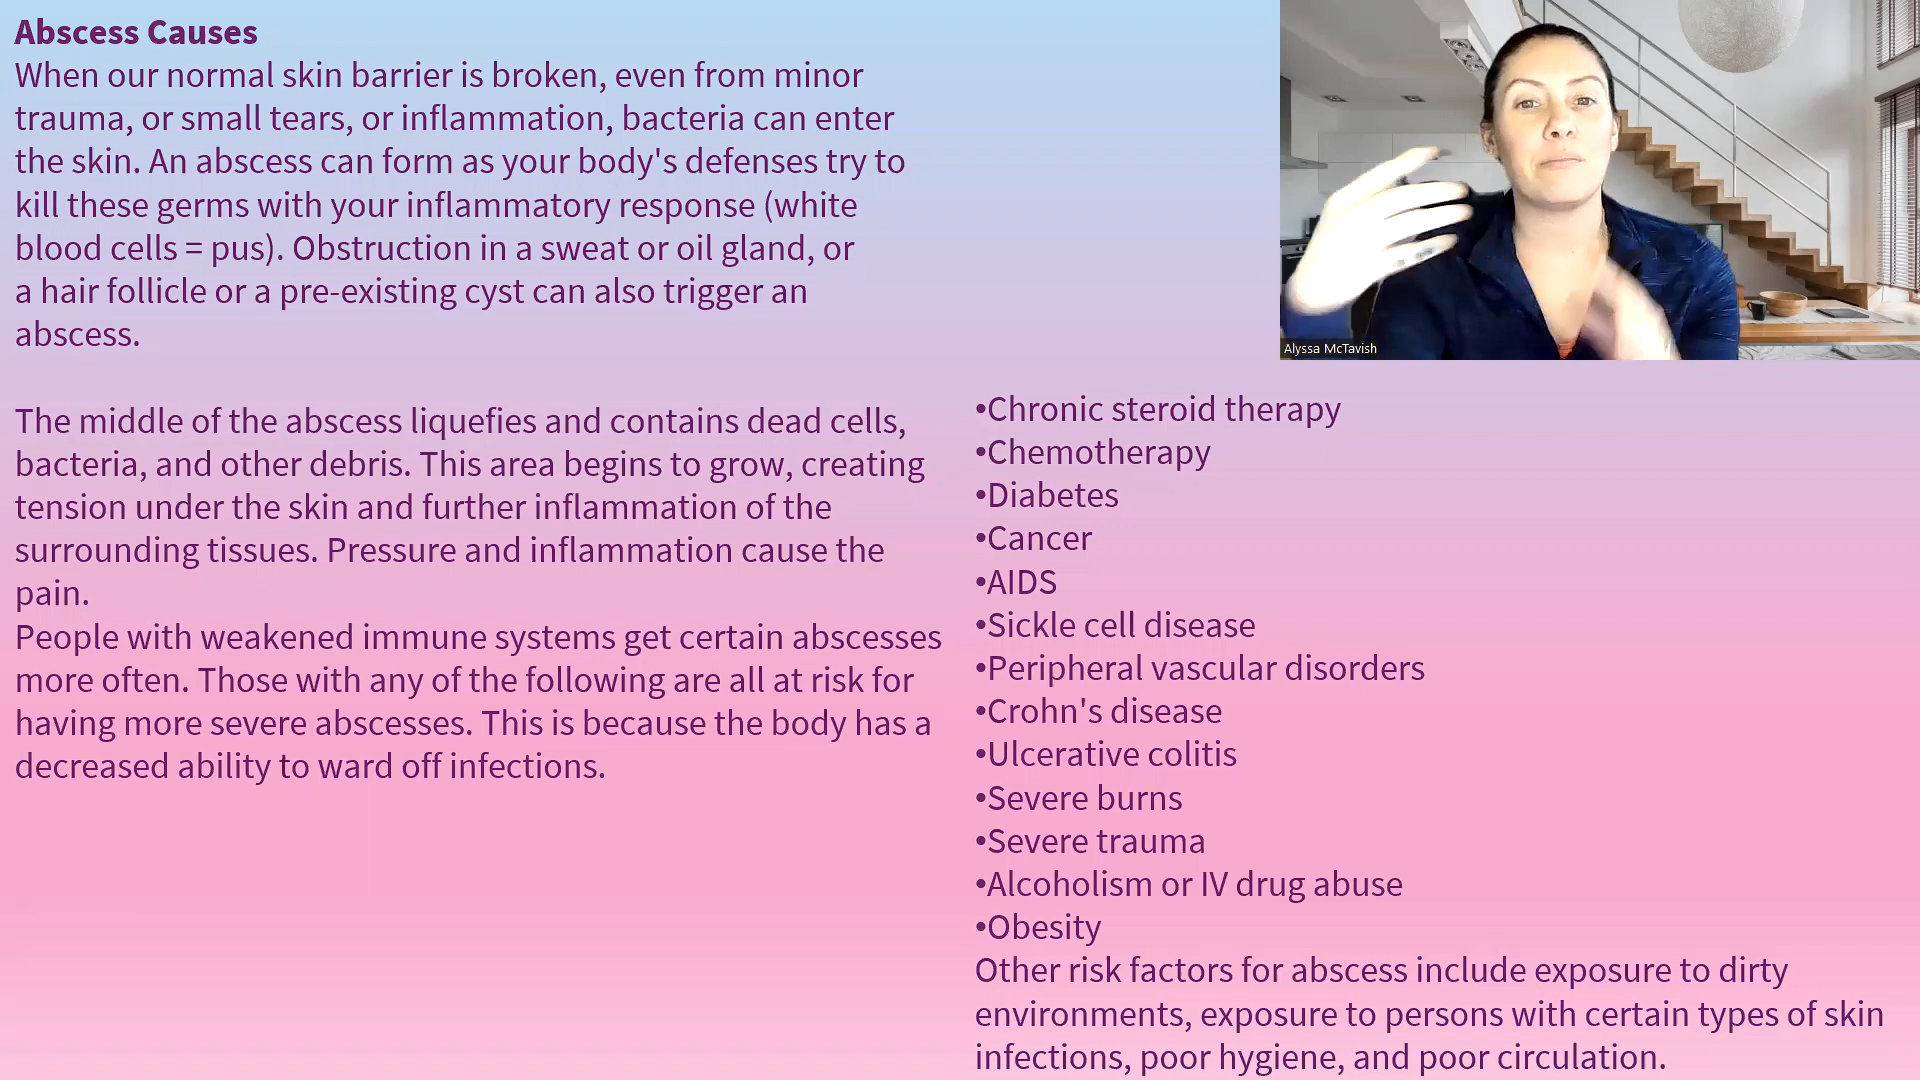 Abscess Causes
When our normal skin barrier is broken, even from minor
trauma, or small tears, or inflammation, bacteria can enter
the skin. An abscess can form as your body's defenses try to
kill these germs with your inflammatory response (white
blood cells = pus). Obstruction in a sweat or oil gland, or
a hair follicle or a pre-existing cyst can also trigger an
abscess.
The middle of the abscess liquefies and contains dead cells,
bacteria, and other debris. This area begins to grow, creating
tension under the skin and further inflammation of the
surrounding tissues. Pressure and inflammation cause the
pain.
People with weakened immune systems get certain abscesses
more often. Those with any of the following are all at risk for
having more severe abscesses. This is because the body has a
decreased ability to ward off infections.
Alyssa McTavish
•Chronic steroid therapy
•Chemotherapy
•Diabetes
•Cancer
•AIDS
•Sickle cell disease
•Peripheral vascular disorders
•Crohn's disease
•Ulcerative colitis
•Severe burns
•Severe trauma
•Alcoholism or IV drug abuse
•Obesity
Other risk factors for abscess include exposure to dirty
environments, exposure to persons with certain types of skin
infections, poor hygiene, and poor circulation.